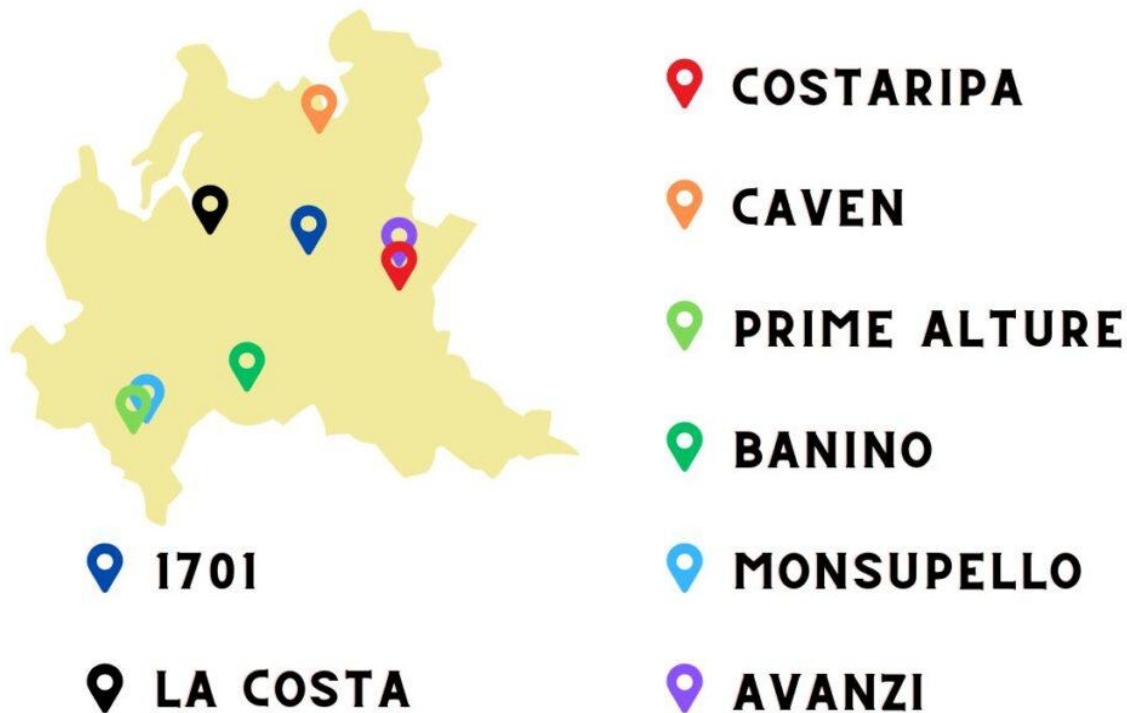 COSTARIPA
CAVEN
PRIME ALTURE
BANINO
1701
MONSUPELLO
LA COSTA
AVANZI